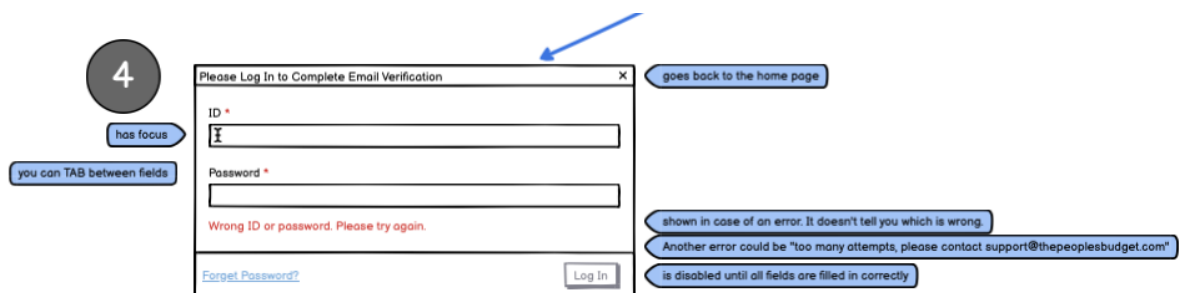 4
Please Log In to Complete Email Verification
×
goes back to the home page
ID *
has focus
you can TAB between fields
Password *
Wrong ID or password. Please try again.
shown in case of an error. It doesn't tell you which is wrong.
Another error could be "too many attempts, please contact support@thepeoplesbudget.com"
Forget Password?
Log In
is disabled until all fields are filled in correctly